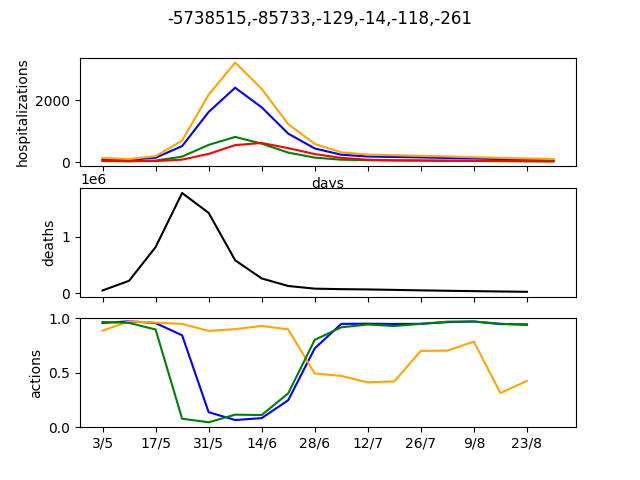 -5738515,-85733,-129,-14,-118,-261
hospitalizations
2000
0
days
1e6
deaths
1
0
actions
1.0
0.5
0.0
3/5 17/5 31/5 14/6 28/6 12/7 26/7 9/8 23/8